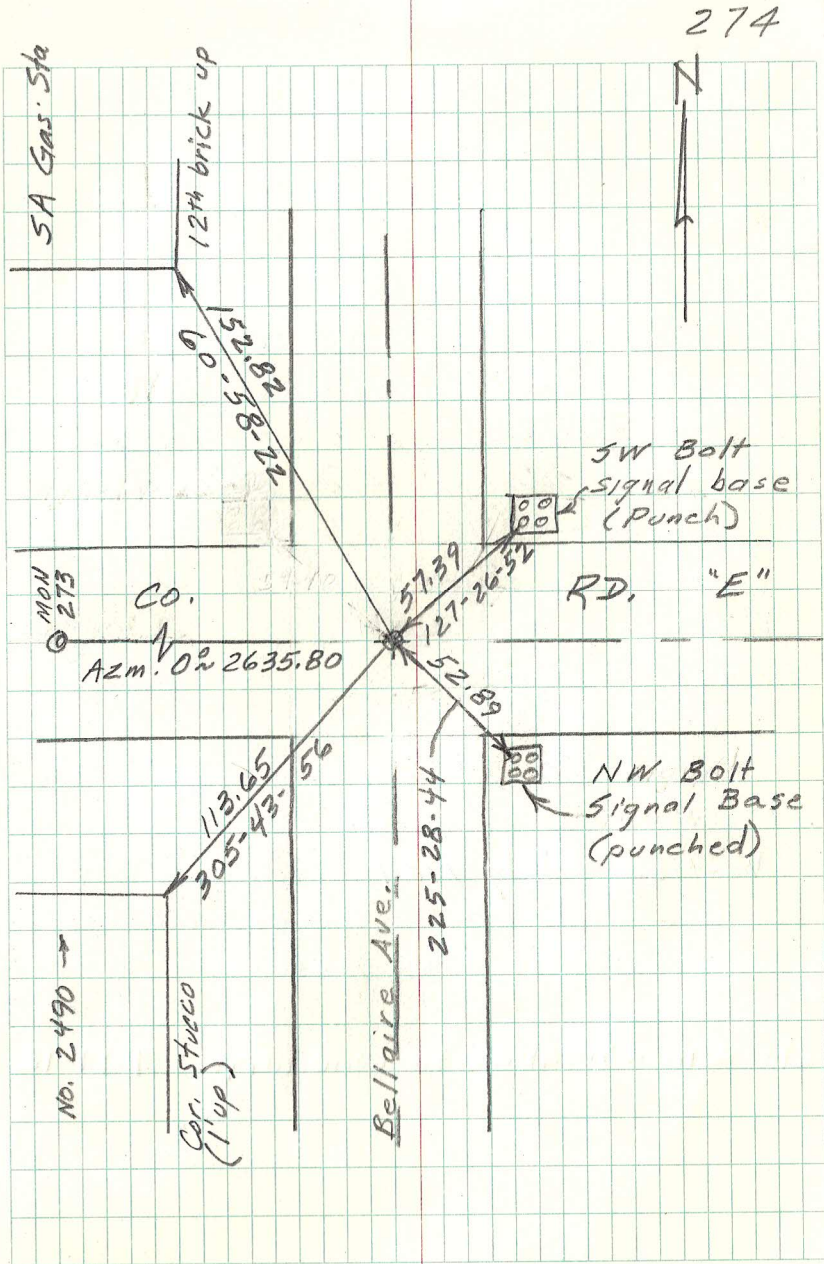 274
SA Gas Sta
12th brick up
N
152.82
60-58-22
SW Bolt
signal base
(Punch)
MON
273
Co.
57.39
127-26-52
RD. "E"
Azm. 0° 2635.80
52.89
225-28-44
113.65
305-43-56
NW Bolt
Signal Base
(punched)
Bellaire Ave.
No. 2490 →
Cor. Stucco
(1' up)